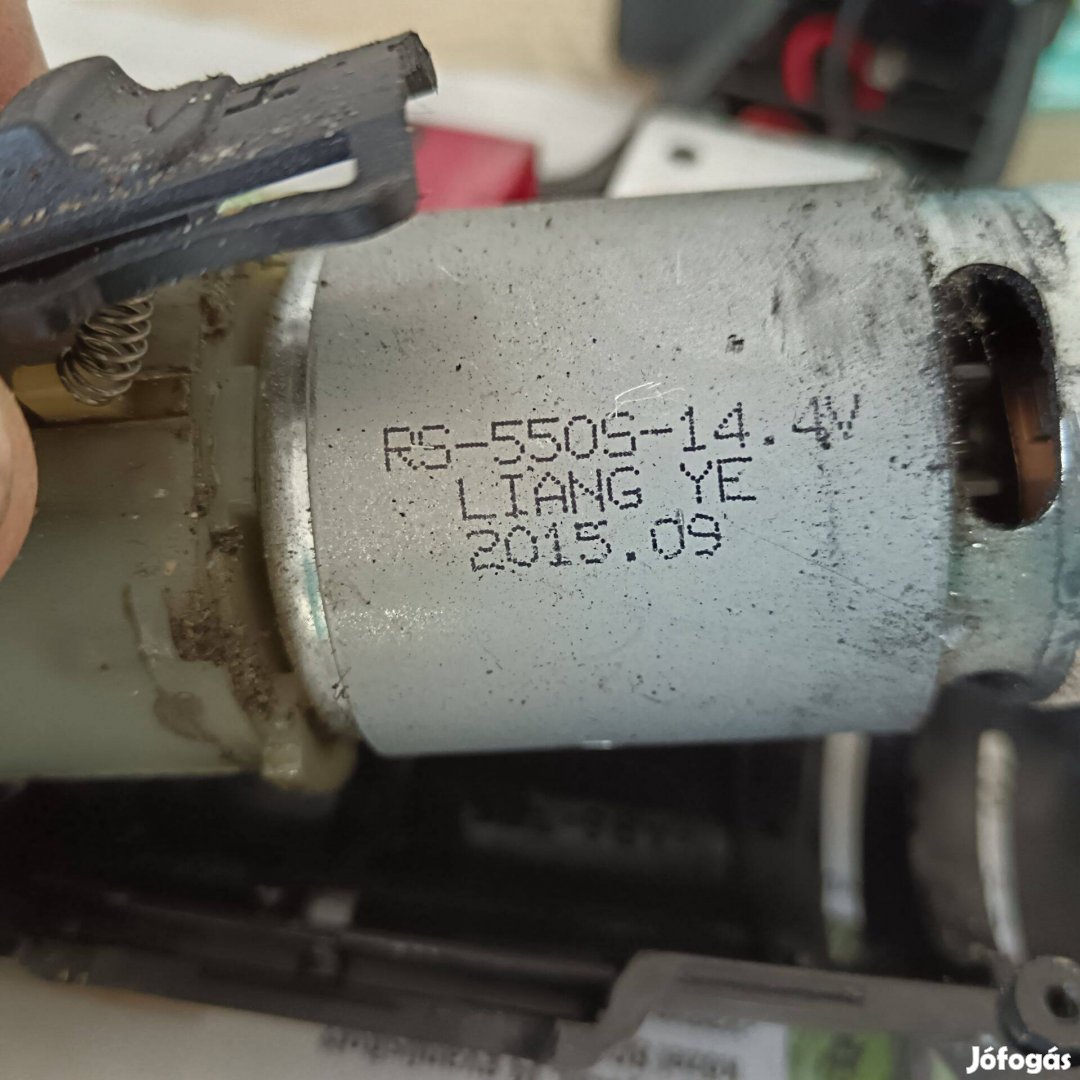 RS-550S-14.4V
LIANG YE
2015.09
Jófogás